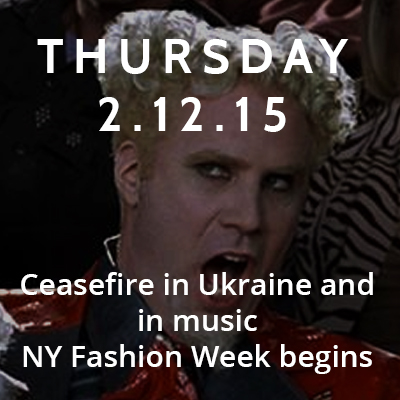 THURSDAY
2.12.15
Ceasefire in Ukraine and
in music
NY Fashion Week begins